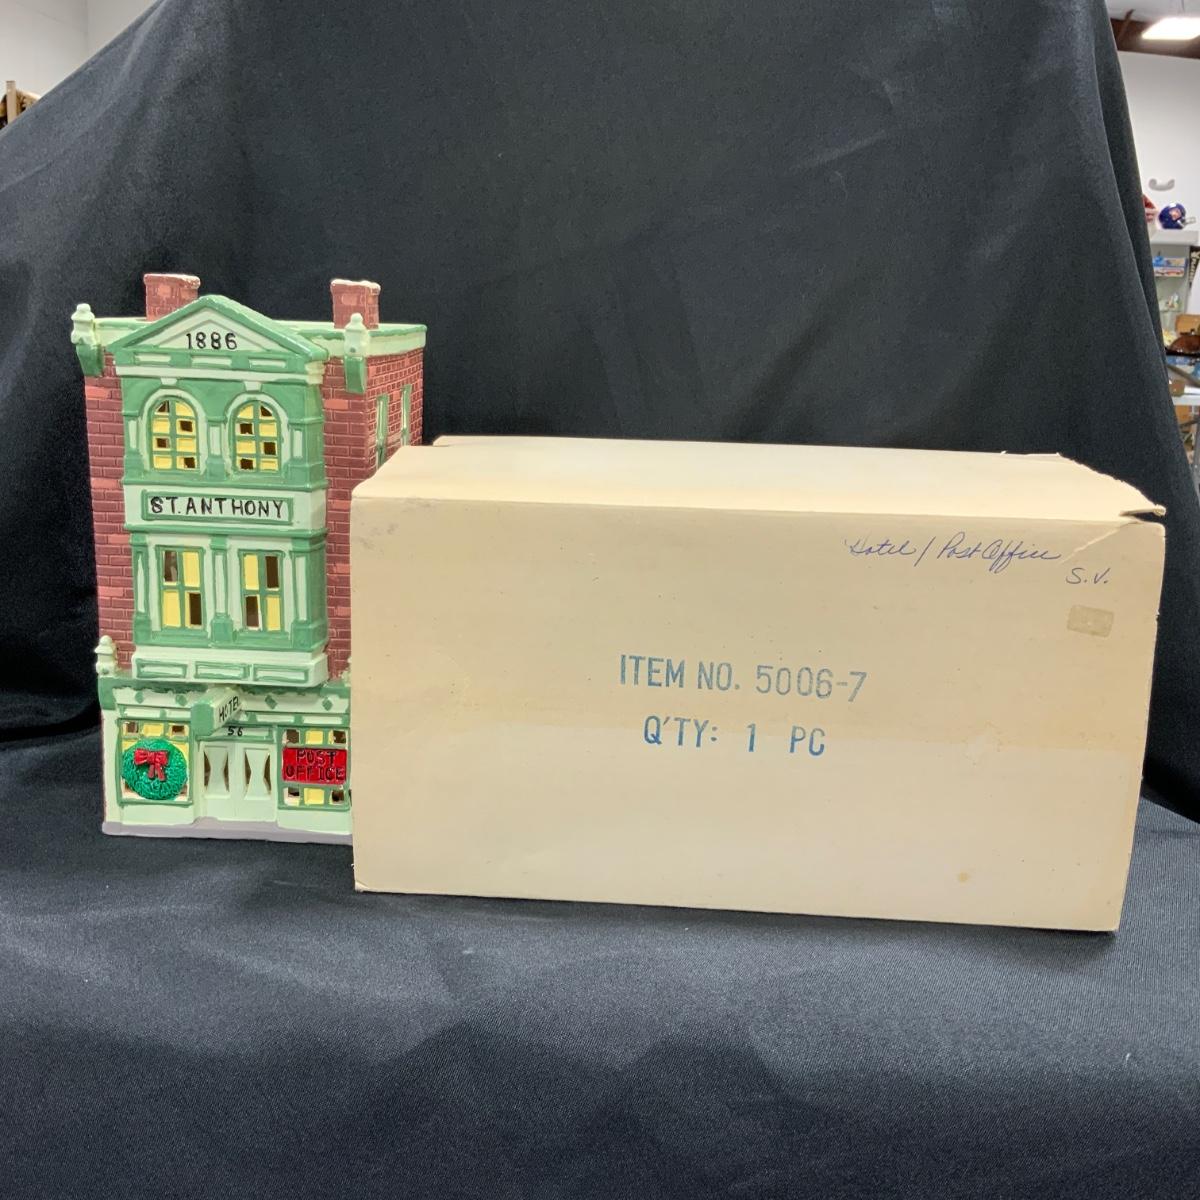 1886
ST. ANTHONY
HOTEL
56
POST
OFFICE
Hotel / Post Office
S.V.
ITEM NO. 5006-7
Q'TY: 1 PC